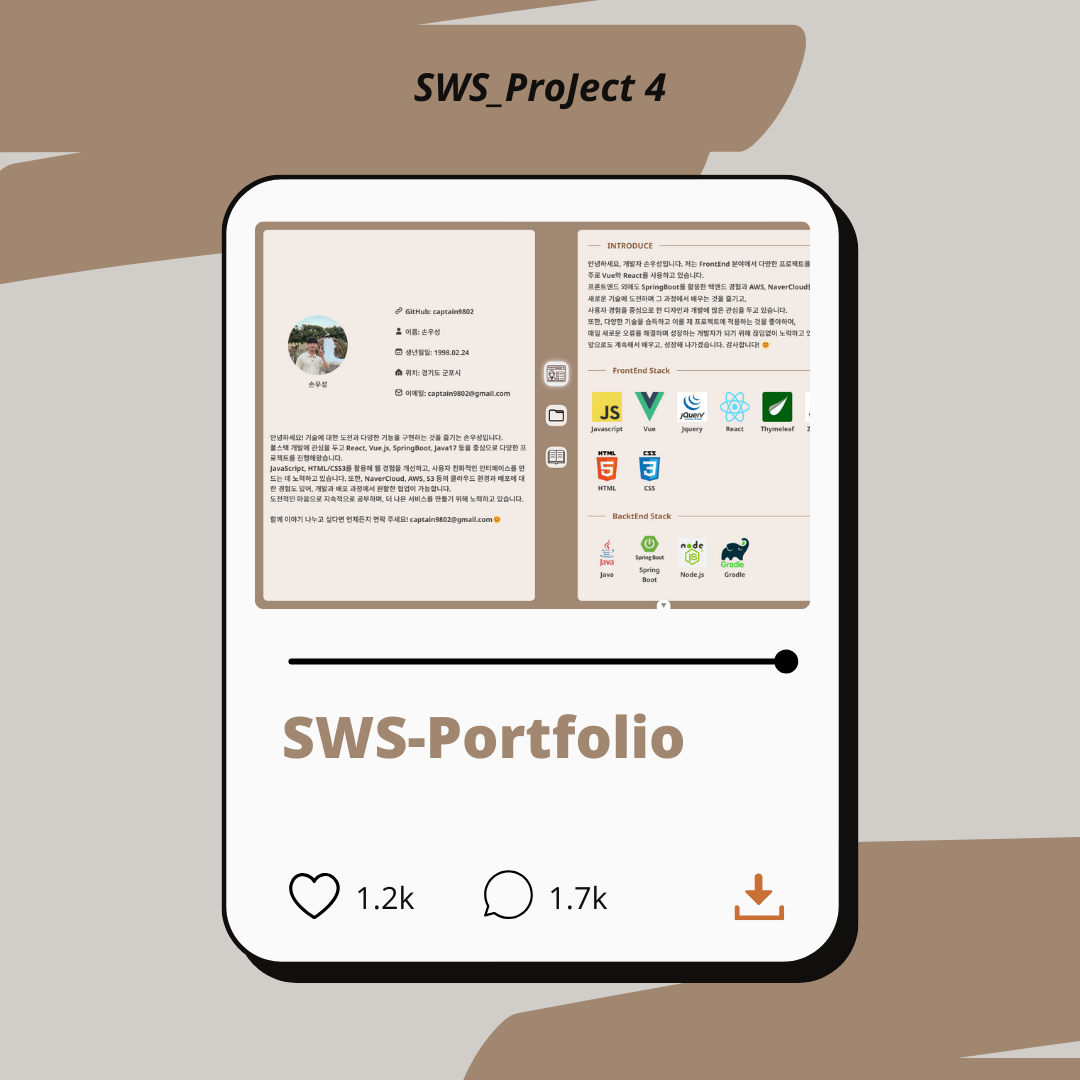 SWS_ProJect 4
GitHub: captain9802
이름: 손우성
생년월일: 1998.02.24
위치: 경기도 군포시
이메일: captain9802@gmail.com
손우성
안녕하세요! 기술에 대한 도전과 다양한 기능을 구현하는 것을 즐기는 손우성입니다.
풀스택 개발에 관심을 두고 React, Vue.js, SpringBoot, Java17 등을 중심으로 다양한 프
로젝트를 진행해왔습니다.
JavaScript, HTML/CSS3를 활용해 웹 경험을 개선하고, 사용자 친화적인 인터페이스를 만
드는 데 노력하고 있습니다. 또한, NaverCloud, AWS, S3 등의 클라우드 환경과 배포에 대
한 경험도 있어, 개발과 배포 과정에서 원활한 협업이 가능합니다.
도전적인 마음으로 지속적으로 공부하며, 더 나은 서비스를 만들기 위해 노력하고 있습니다.
함께 이야기 나누고 싶다면 언제든지 연락 주세요! captain9802@gmail.com😊
INTRODUCE
안녕하세요, 개발자 손우성입니다. 저는 FrontEnd 분야에서 다양한 프로젝트를
주로 Vue와 React를 사용하고 있습니다.
프론트엔드 외에도 SpringBoot를 활용한 백엔드 경험과 AWS, NaverCloud
새로운 기술에 도전하며 그 과정에서 배우는 것을 즐기고,
사용자 경험을 중심으로 한 디자인과 개발에 많은 관심을 두고 있습니다.
또한, 다양한 기술을 습득하고 이를 제 프로젝트에 적용하는 것을 좋아하며,
매일 새로운 오류를 해결하며 성장하는 개발자가 되기 위해 끊임없이 노력하고
앞으로도 계속해서 배우고, 성장해 나가겠습니다. 감사합니다! 😊
FrontEnd Stack
JS
jQuery
Javascript Vue Jquery React Thymeleaf
HTML CSS
5 3
HTML CSS
BacktEnd Stack
Java Spring Boot node JS Gradle
Java Spring Node.js Gradle
Boot
SWS-Portfolio
1.2k 1.7k